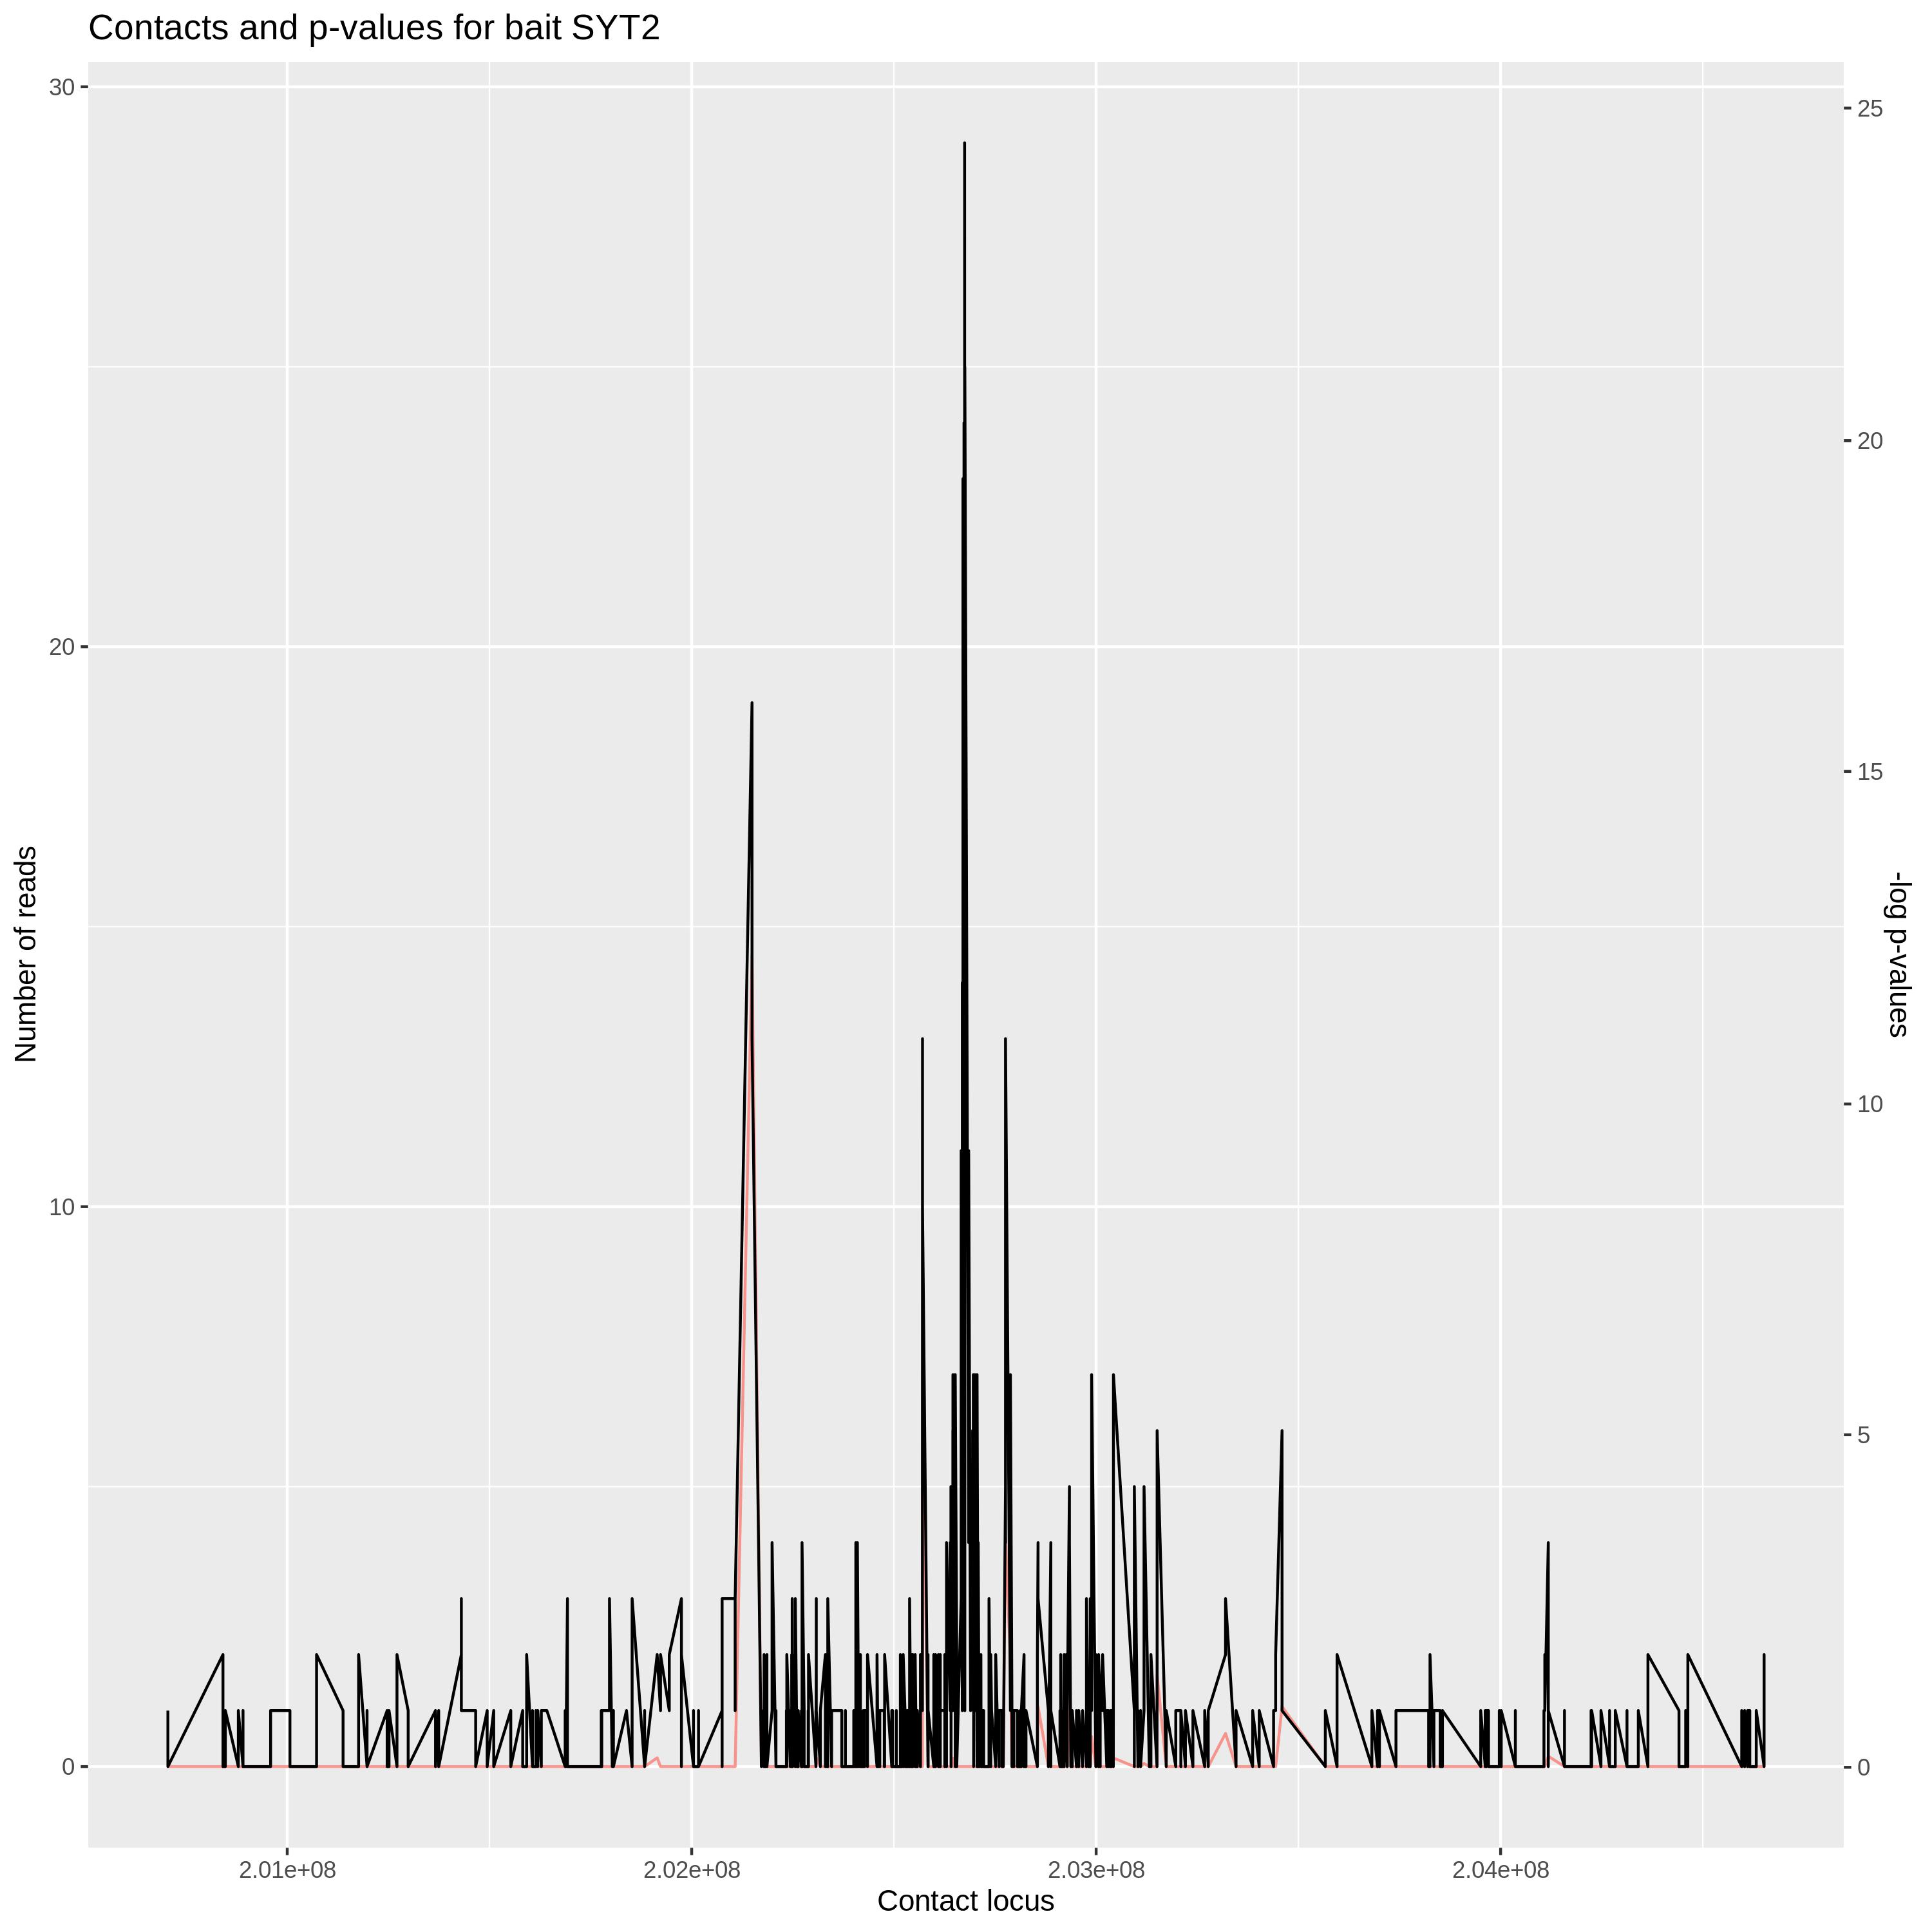 Contacts and p-values for bait SYT2
30
20
10
0
Number of reads
25
20
15
10
5
0
-log p-values
2.01e+08
2.02e+08
2.03e+08
2.04e+08
Contact locus